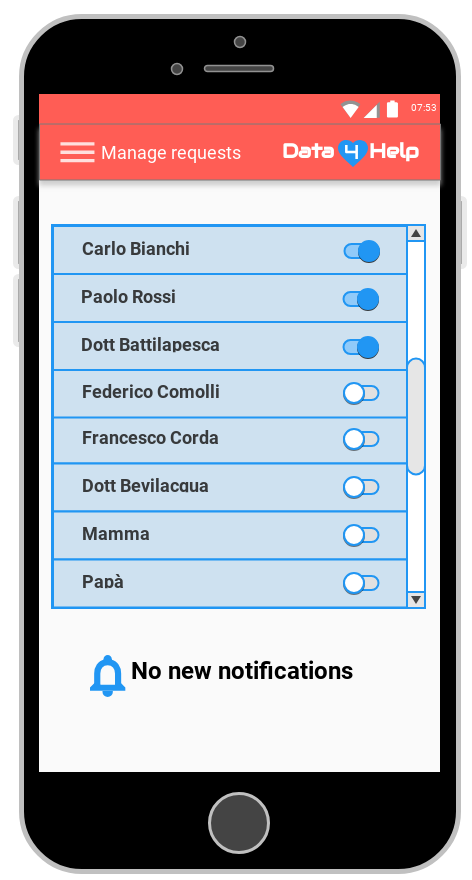 07:53
Manage requests
Data 4 Help
Carlo Bianchi
Paolo Rossi
Dott Battilapesca
Federico Comolli
Francesco Corda
Dott Bevilacqua
Mamma
Papà
No new notifications